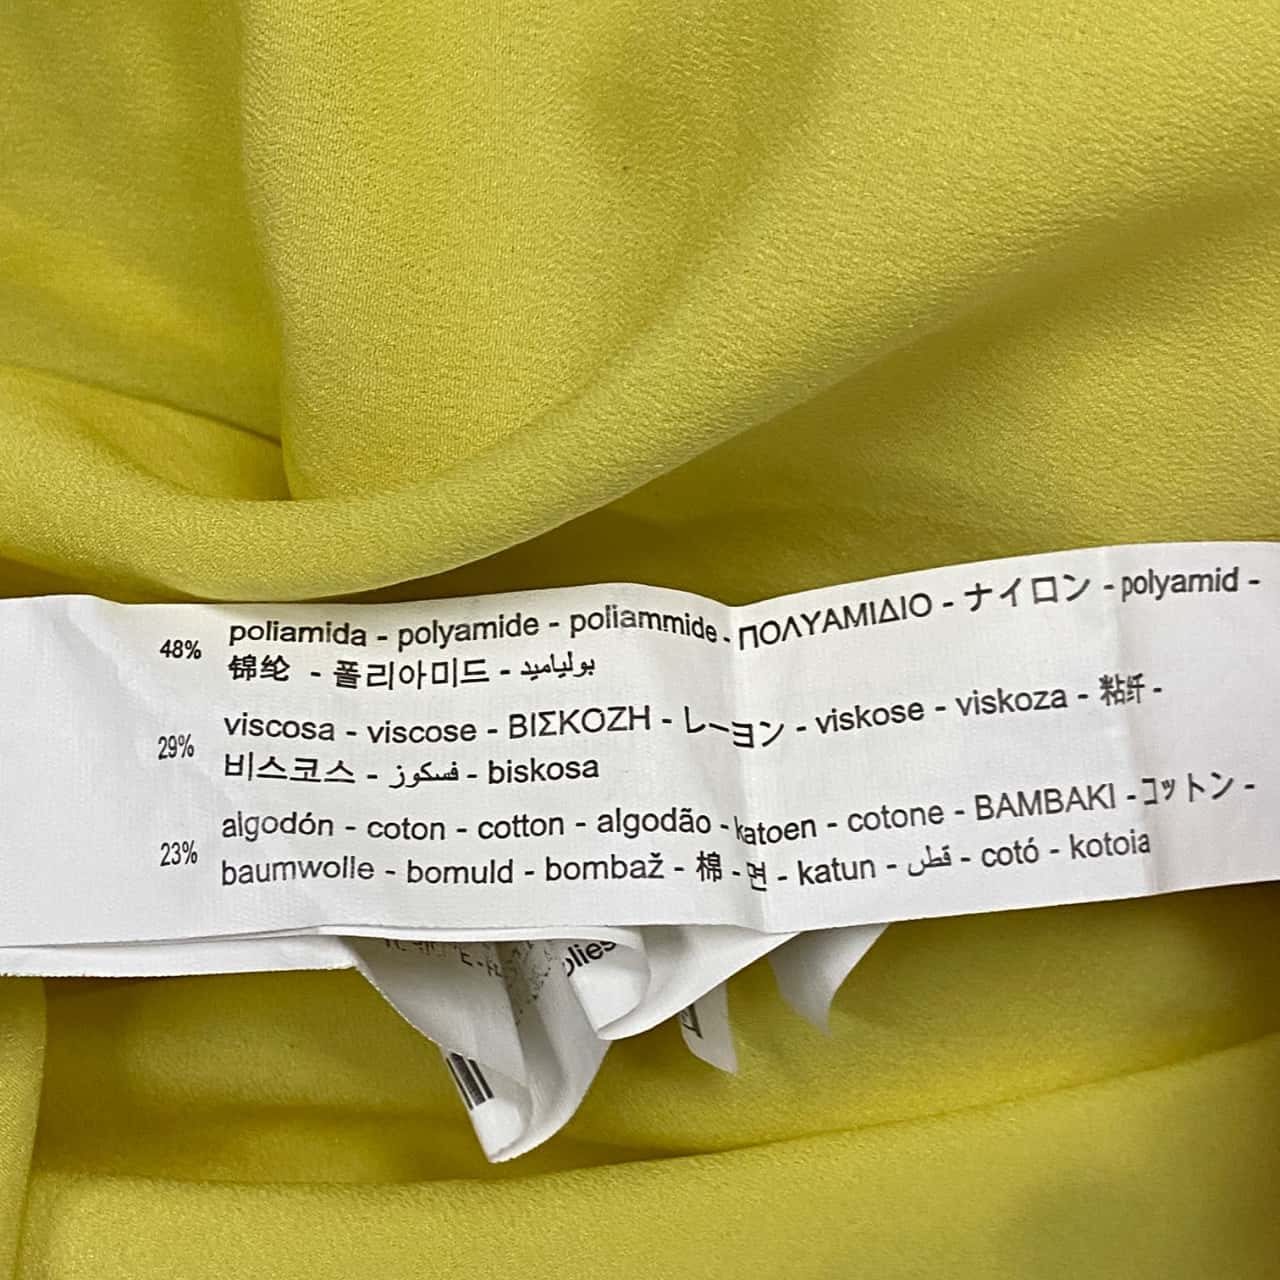 48% poliamida - polyamide - poliammide - ΠΟΛΥΑΜΙΔΙΟ - ナイロン - polyamid -
锦纶 - 폴리아미드 - بولياميد
29% viscosa - viscose - ΒΙΣΚΟΖΗ - レーヨン - viskose - viskoza - 粘纤 -
비스코스 - فسكوز - biskosa
23% algodón - coton - cotton - algodão - katoen - cotone - BAMBAKI - コットン -
baumwolle - bomuld - bombaž - 棉 - 면 - katun - قطن - cotó - kotoia